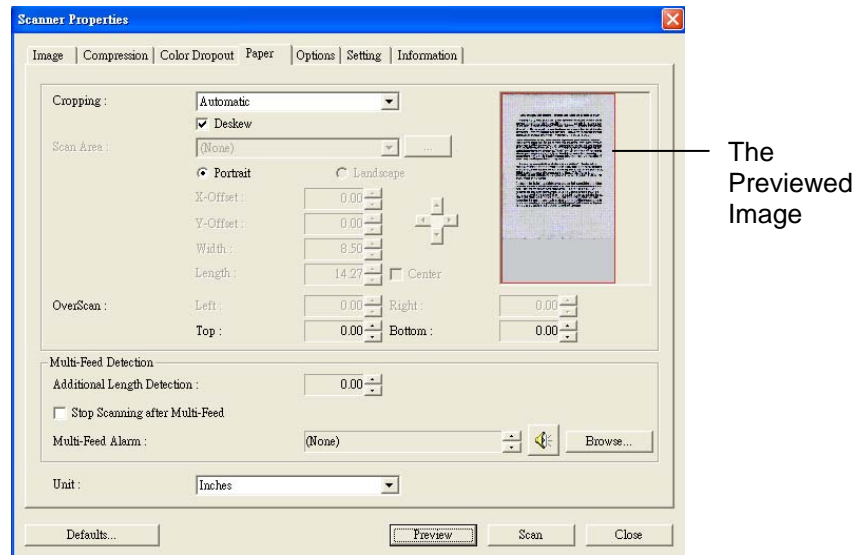 Scanner Properties
Image Compression Color Dropout Paper Options Setting Information
Cropping : Automatic
Deskew
Scan Area : (None) ...
Portrait Landscape
X-Offset : 0.00
Y-Offset : 0.00
Width : 8.50
Length : 14.27 Center
OverScan : Left : 0.00 Right : 0.00
Top : 0.00 Bottom : 0.00
The
Previewed
Image
Multi-Feed Detection
Additional Length Detection : 0.00
Stop Scanning after Multi-Feed
Multi-Feed Alarm : (None) Browse...
Unit : Inches
Defaults... Preview Scan Close